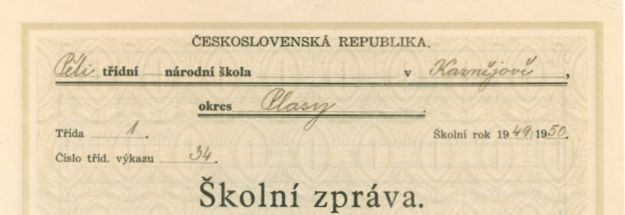 ČESKOSLOVENSKÁ REPUBLIKA.
Pěti třídní národní škola v Kaznějově,
okres Plasy
Třída 1. Školní rok 1949/1950.
Číslo tříd. výkazu 34.
Školní zpráva.